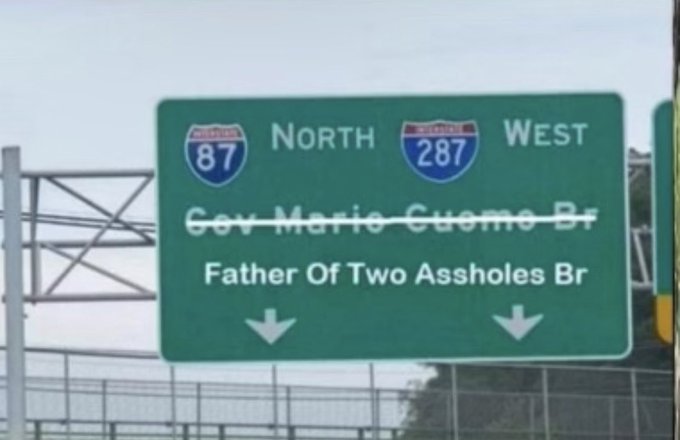 INTERSTATE 87 NORTH INTERSTATE 287 WEST
Gov Mario Cuomo Br
Father Of Two Assholes Br